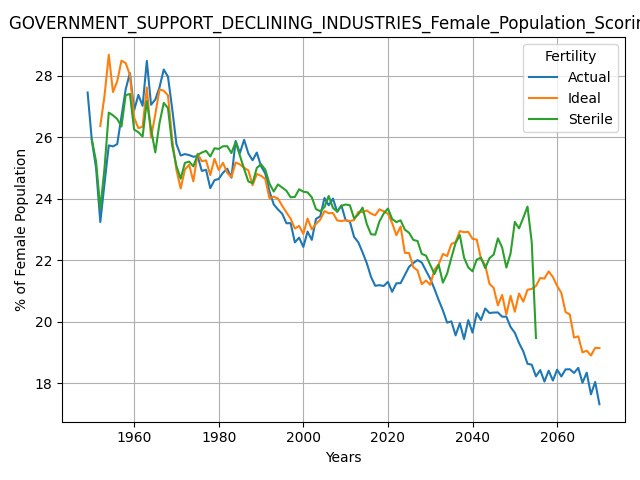 GOVERNMENT_SUPPORT_DECLINING_INDUSTRIES_Female_Population_Scorin
Fertility
Actual
Ideal
Sterile
% of Female Population
28
26
24
22
20
18
1960 1980 2000 2020 2040 2060
Years